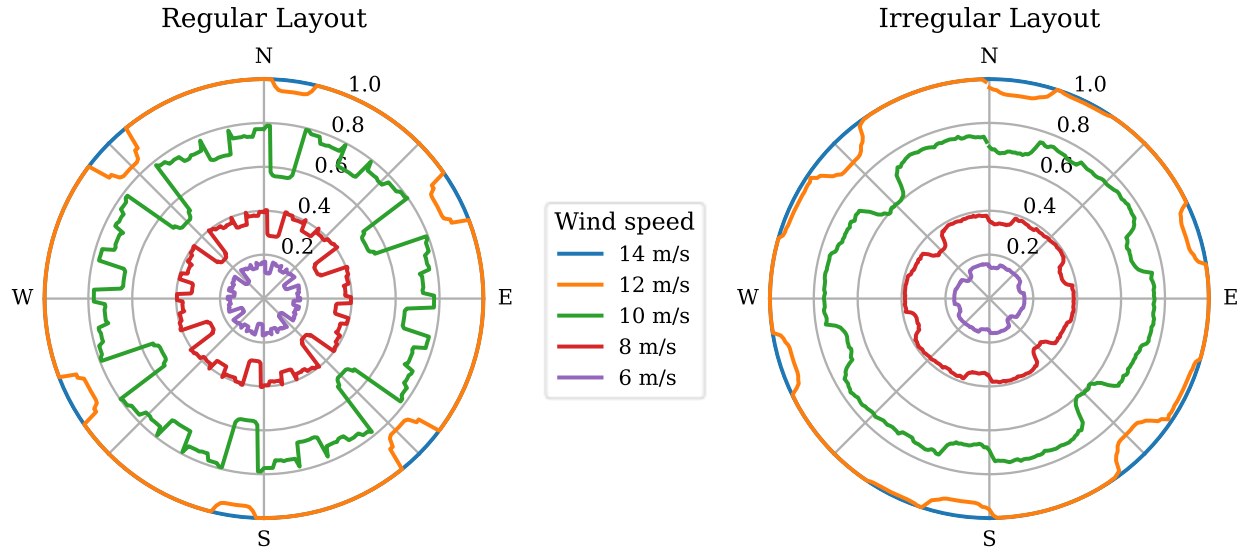 Regular Layout
N
1.0
0.8
0.6
0.4
0.2
W
E
S
Wind speed
14 m/s
12 m/s
10 m/s
8 m/s
6 m/s
Irregular Layout
N
1.0
0.8
0.6
0.4
0.2
W
E
S